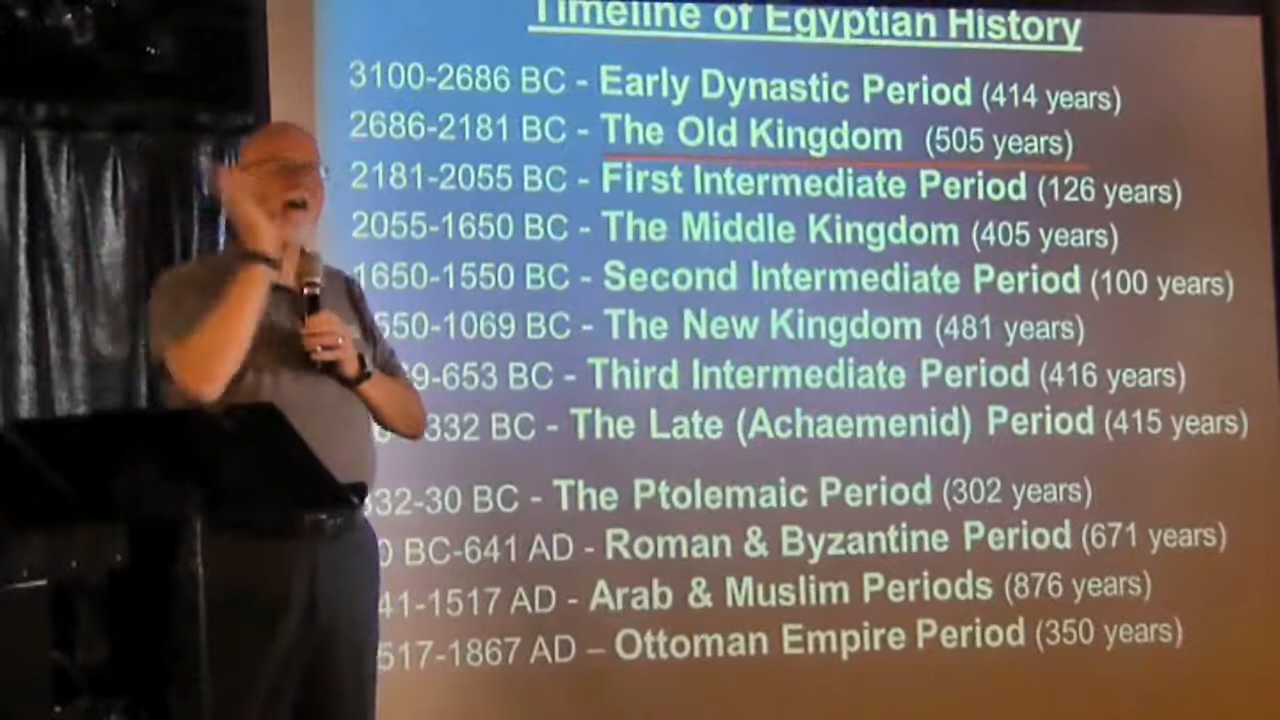 Timeline of Egyptian History
3100-2686 BC - Early Dynastic Period (414 years)
2686-2181 BC - The Old Kingdom (505 years)
2181-2055 BC - First Intermediate Period (126 years)
2055-1650 BC - The Middle Kingdom (405 years)
1650-1550 BC - Second Intermediate Period (100 years)
550-1069 BC - The New Kingdom (481 years)
9-653 BC - Third Intermediate Period (416 years)
332 BC - The Late (Achaemenid) Period (415 years)
332-30 BC - The Ptolemaic Period (302 years)
0 BC-641 AD - Roman & Byzantine Period (671 years)
41-1517 AD - Arab & Muslim Periods (876 years)
517-1867 AD – Ottoman Empire Period (350 years)